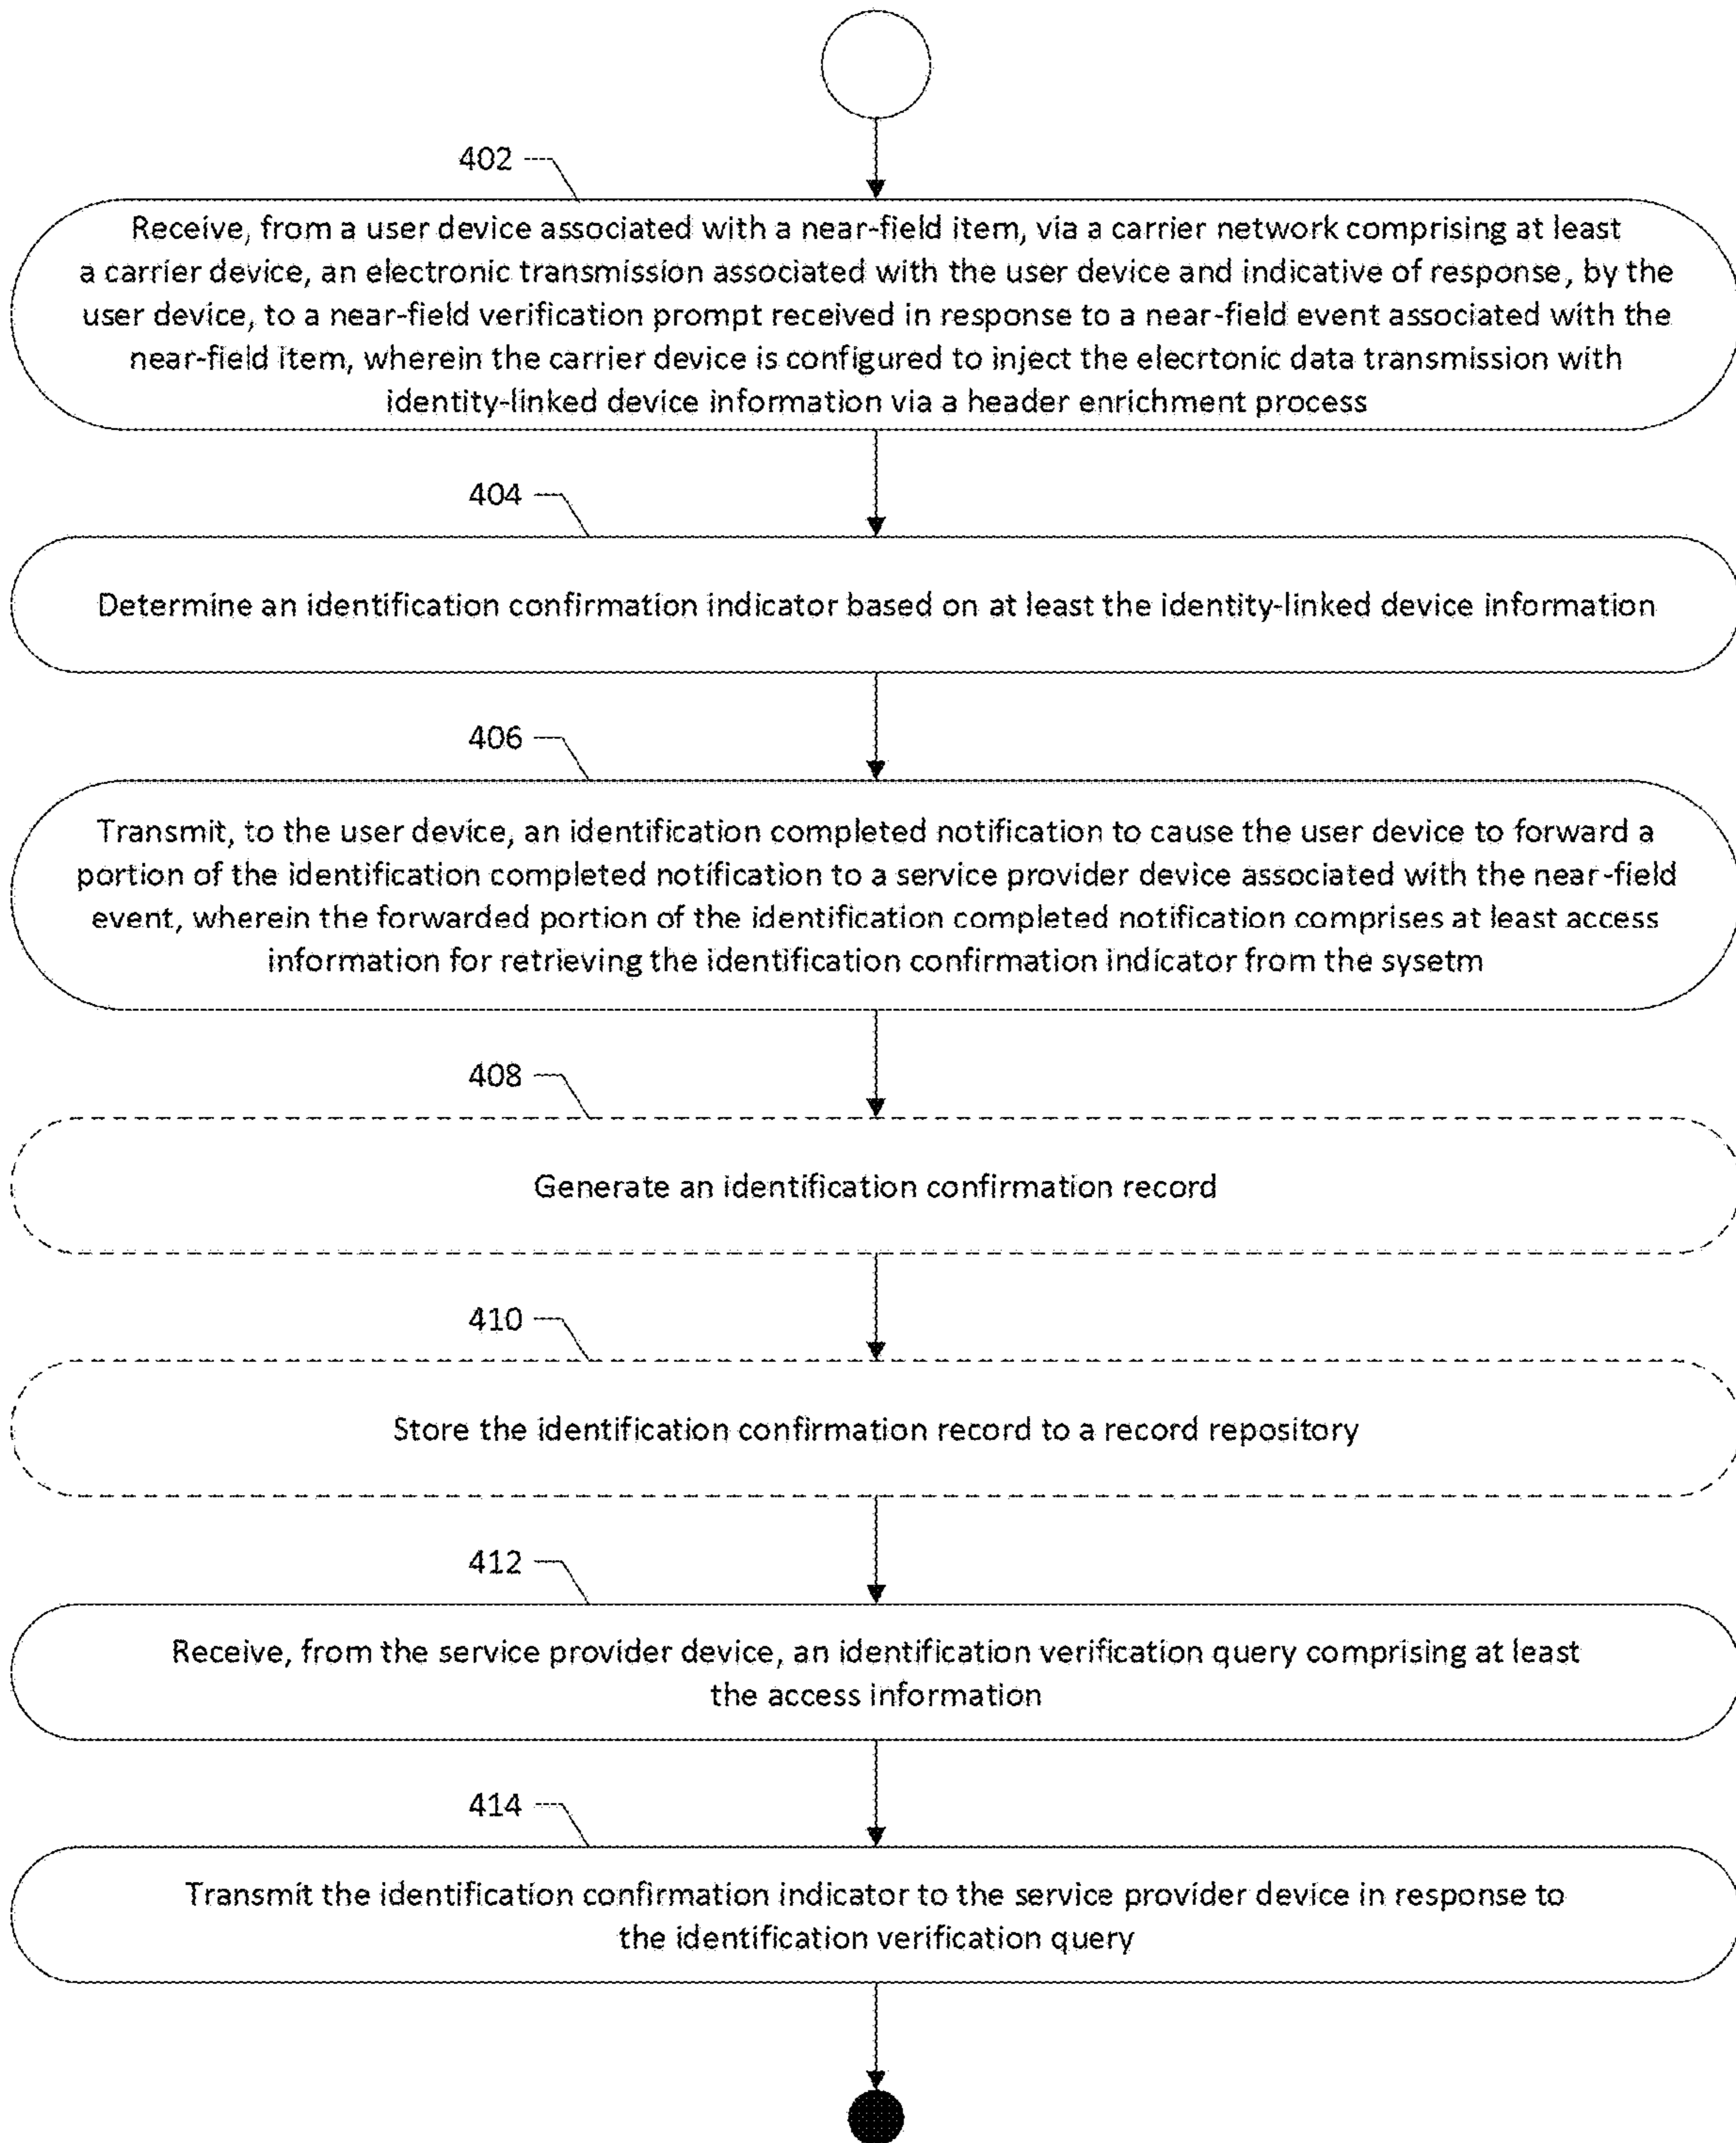 402
Receive, from a user device associated with a near-field item, via a carrier network comprising at least
a carrier device, an electronic transmission associated with the user device and indicative of response, by the
user device, to a near-field verification prompt received in response to a near-field event associated with the
near-field item, wherein the carrier device is configured to inject the elecrtonic data transmission with
identity-linked device information via a header enrichment process
404
Determine an identification confirmation indicator based on at least the identity-linked device information
406
Transmit, to the user device, an identification completed notification to cause the user device to forward a
portion of the identification completed notification to a service provider device associated with the near-field
event, wherein the forwarded portion of the identification completed notification comprises at least access
information for retrieving the identification confirmation indicator from the sysetm
408
Generate an identification confirmation record
410
Store the identification confirmation record to a record repository
412
Receive, from the service provider device, an identification verification query comprising at least
the access information
414
Transmit the identification confirmation indicator to the service provider device in response to
the identification verification query